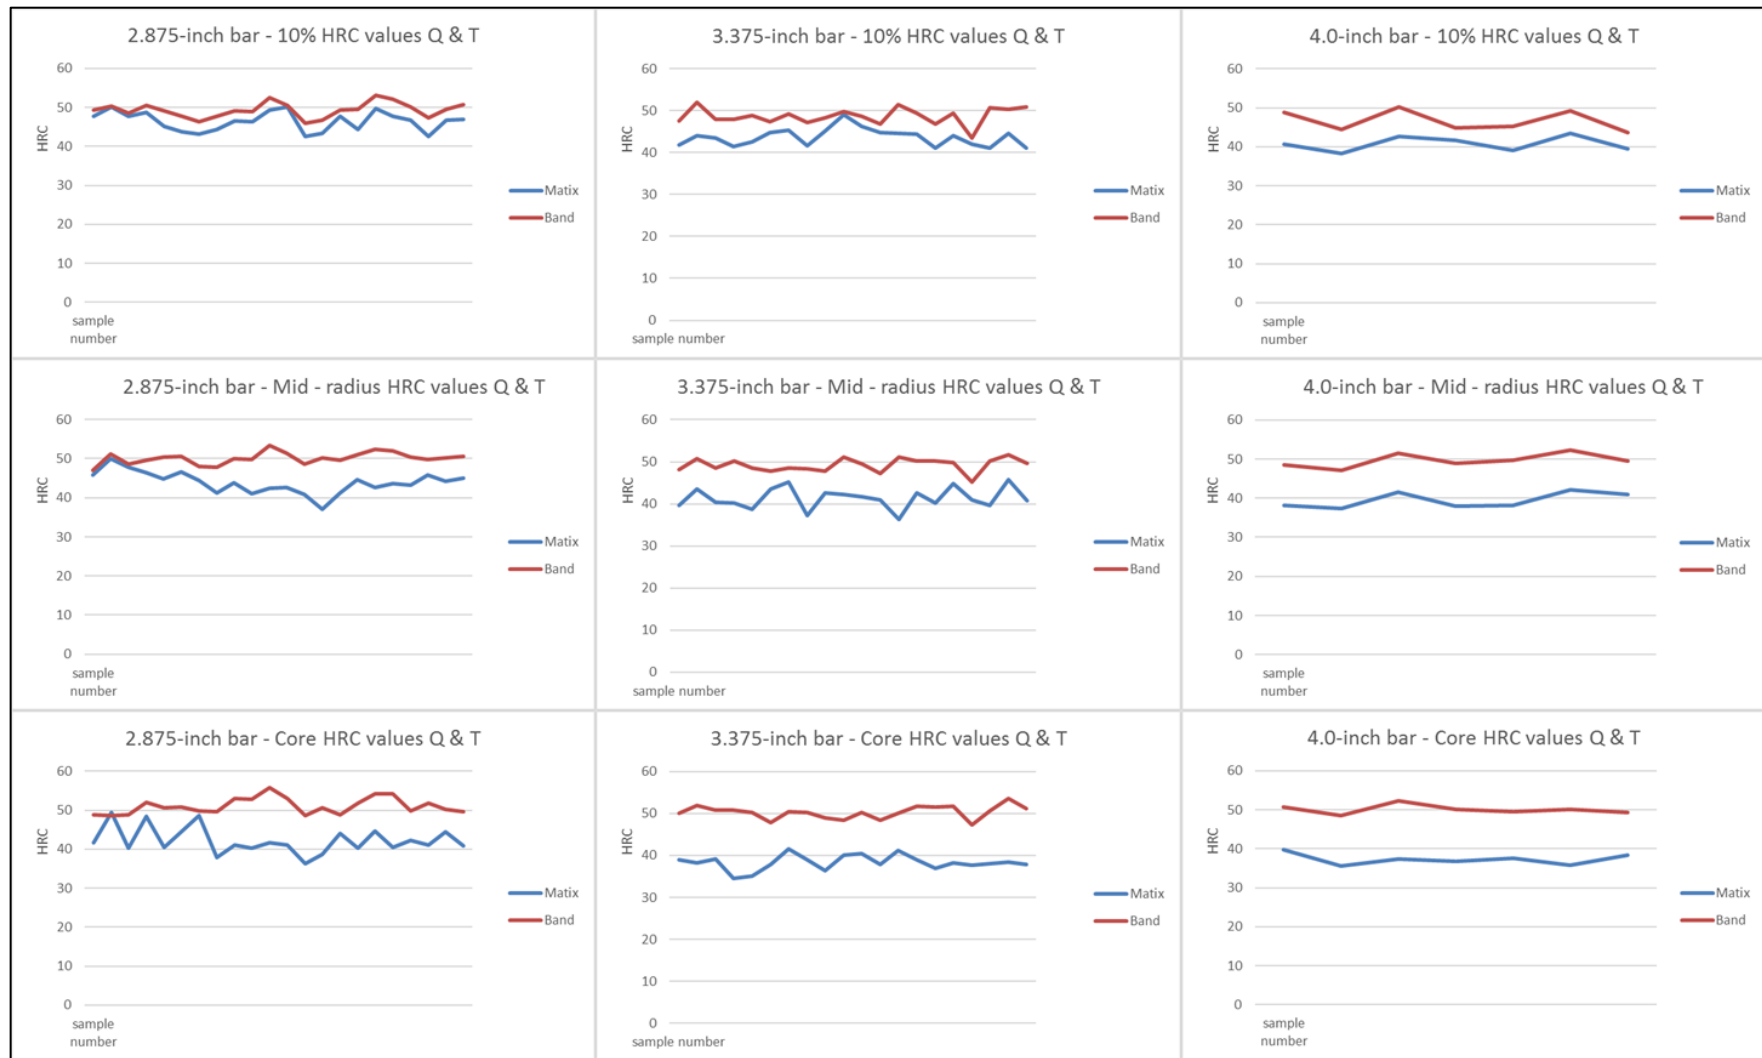 2.875-inch bar - 10% HRC values Q & T
HRC
60
50
40
30
20
10
0
sample
number
Matix
Band
3.375-inch bar - 10% HRC values Q & T
HRC
60
50
40
30
20
10
0
sample number
Matix
Band
4.0-inch bar - 10% HRC values Q & T
HRC
60
50
40
30
20
10
0
sample
number
Matix
Band
2.875-inch bar - Mid - radius HRC values Q & T
HRC
60
50
40
30
20
10
0
sample
number
Matix
Band
3.375-inch bar - Mid - radius HRC values Q & T
HRC
60
50
40
30
20
10
0
sample number
Matix
Band
4.0-inch bar - Mid - radius HRC values Q & T
HRC
60
50
40
30
20
10
0
sample
number
Matix
Band
2.875-inch bar - Core HRC values Q & T
HRC
60
50
40
30
20
10
0
sample
number
Matix
Band
3.375-inch bar - Core HRC values Q & T
HRC
60
50
40
30
20
10
0
sample number
Matix
Band
4.0-inch bar - Core HRC values Q & T
HRC
60
50
40
30
20
10
0
sample
number
Matix
Band